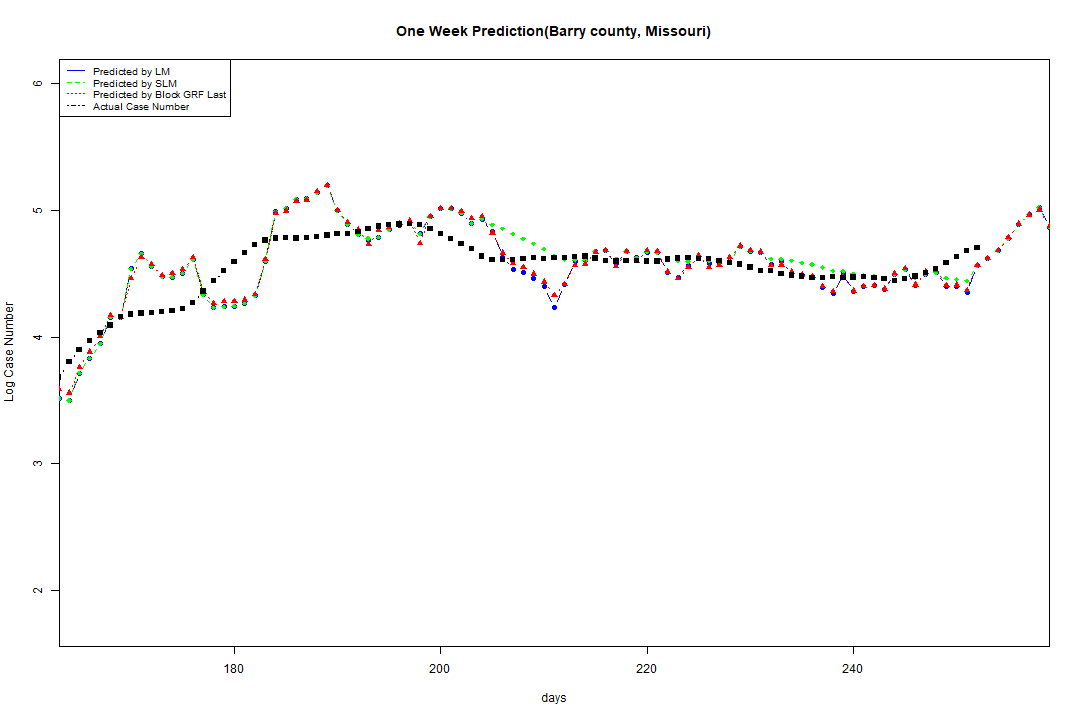 One Week Prediction(Barry county, Missouri)
Predicted by LM
Predicted by SLM
Predicted by Block GRF Last
Actual Case Number
6
5
4
3
2
Log Case Number
180 200 220 240
days